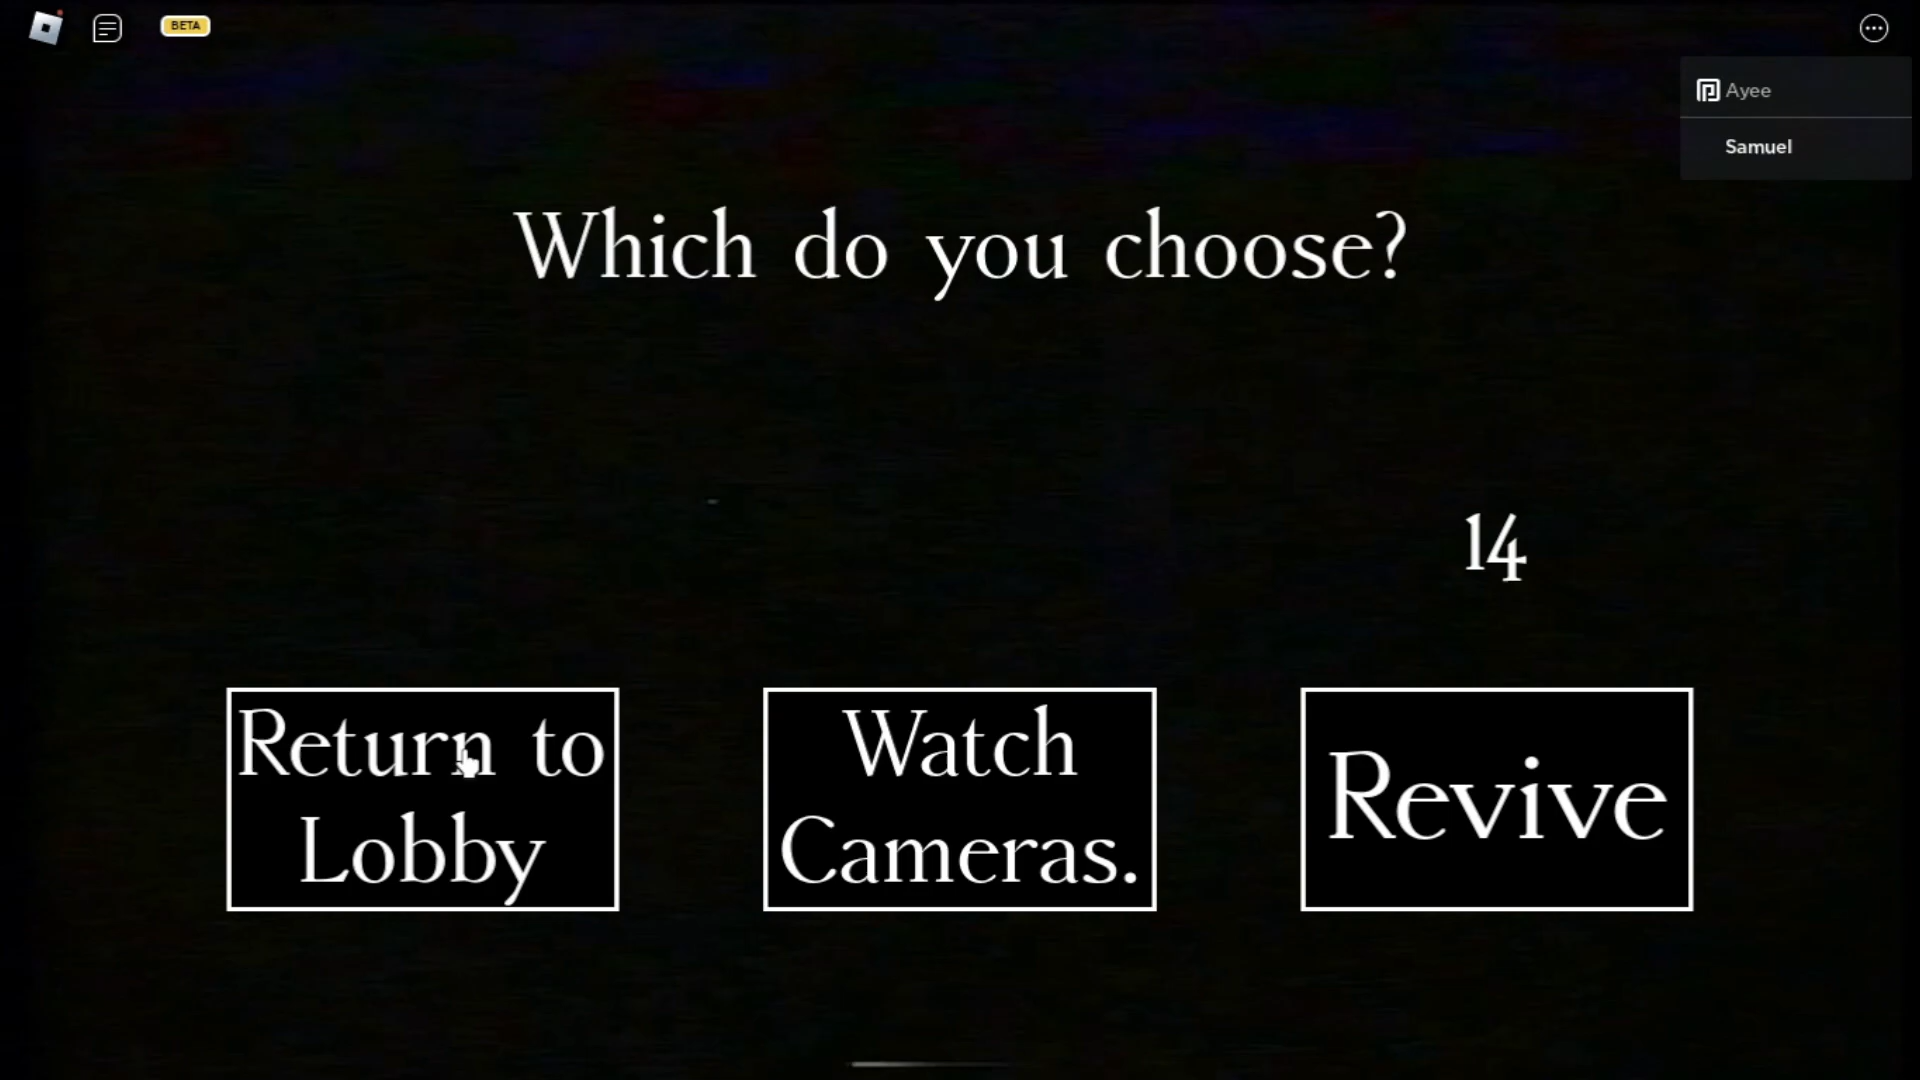 BETA
Ayee
Samuel
Which do you choose?
14
Return to
Lobby
Watch
Cameras.
Revive